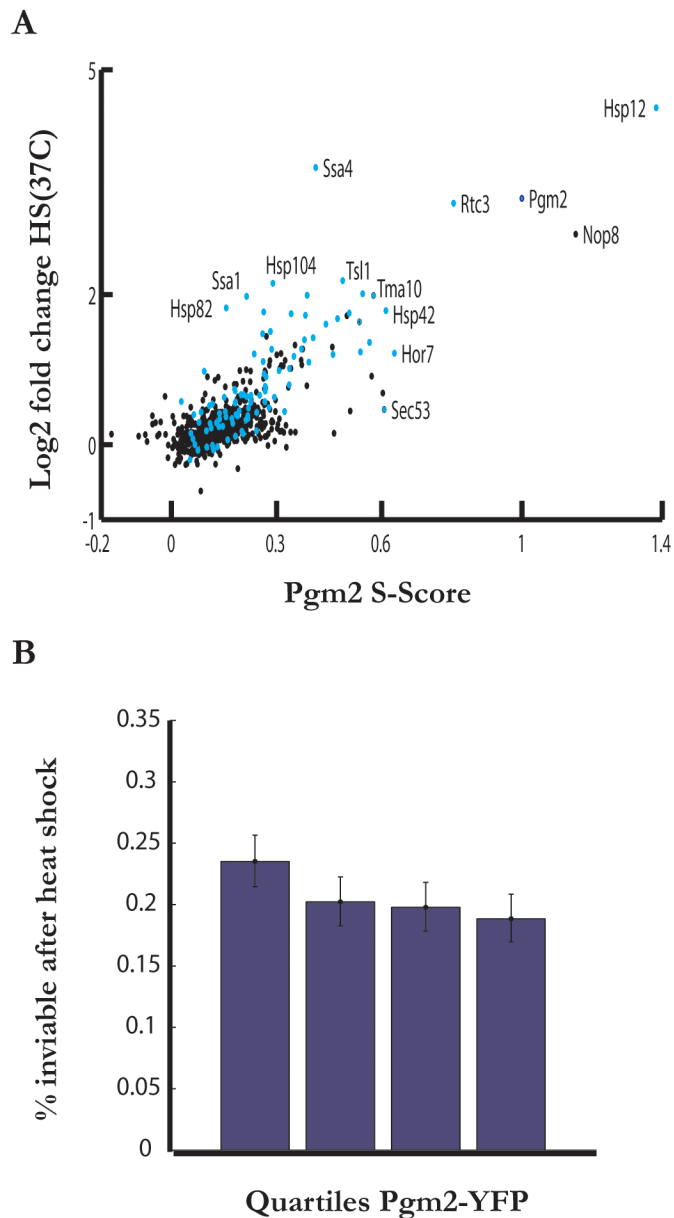 A
Log2 fold change HS(37C)
5
2
0
-1
-0.2
0
0.3
0.6
1
1.4
Hsp12
Ssa4
Rtc3
Pgm2
Nop8
Hsp104
Tsl1
Ssa1
Tma10
Hsp82
Hsp42
Hor7
Sec53
Pgm2 S-Score
B
% inviable after heat shock
0.35
0.3
0.25
0.2
0.15
0.1
0.05
0
Quartiles Pgm2-YFP